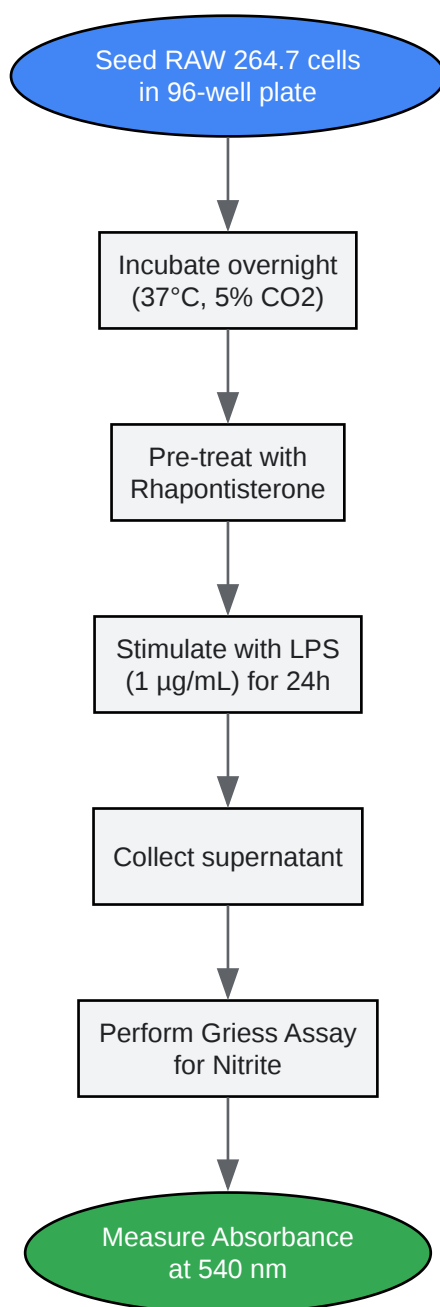 Seed RAW 264.7 cells
in 96-well plate
Incubate overnight
(37°C, 5% CO2)
Pre-treat with
Rhapontisterone
Stimulate with LPS
(1 µg/mL) for 24h
Collect supernatant
Perform Griess Assay
for Nitrite
Measure Absorbance
at 540 nm